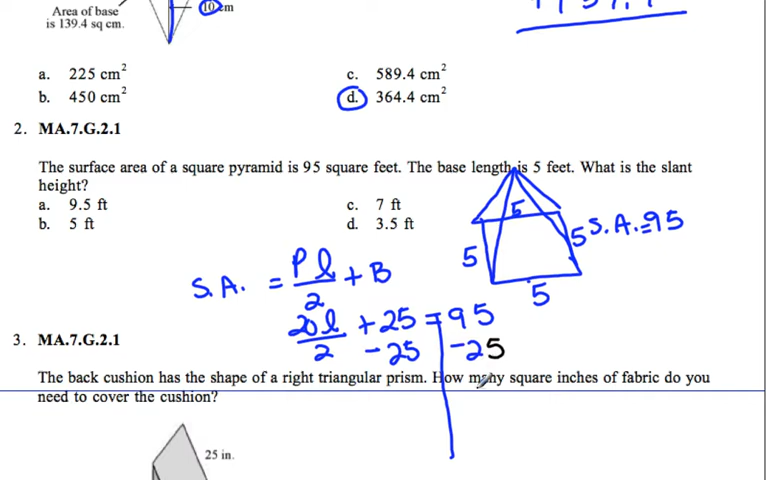 Area of base
is 139.4 sq cm.
10 cm
a. 225 cm²
b. 450 cm²
c. 589.4 cm²
d. 364.4 cm²
2. MA.7.G.2.1
The surface area of a square pyramid is 95 square feet. The base length is 5 feet. What is the slant
height?
a. 9.5 ft
b. 5 ft
c. 7 ft
d. 3.5 ft
5
5
5
5
S.A.=95
S.A. = Pl/2 + B
20l/2 + 25 = 95
-25 -25
3. MA.7.G.2.1
The back cushion has the shape of a right triangular prism. How many square inches of fabric do you
need to cover the cushion?
25 in.